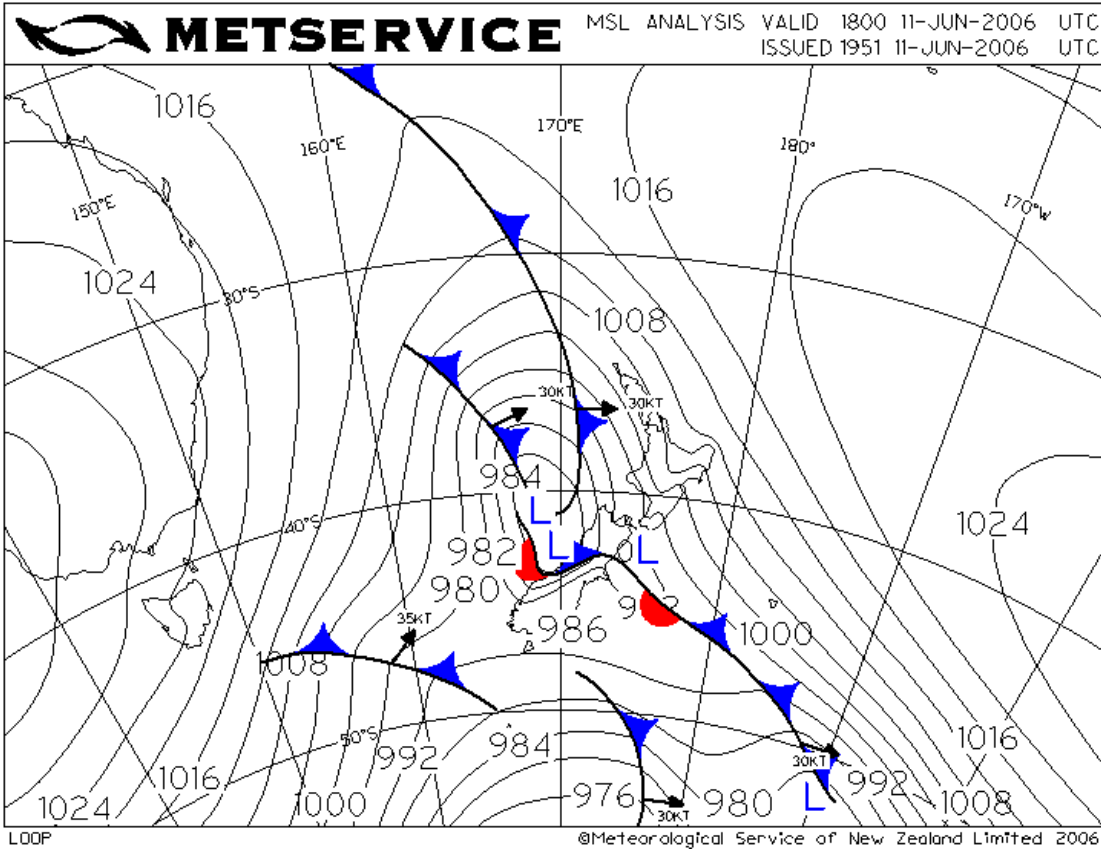 METSERVICE
MSL ANALYSIS VALID 1800 11-JUN-2006 UTC
ISSUED 1951 11-JUN-2006 UTC
1016
170°E
160°E
180°
1016
170°W
150°E
1024
30°S
1008
30KT
30KT
984
L
1024
40°S
982
L
L
980
35KT
986
1000
1008
50°S
984
992
1016
30KT
1016
992
976
980
1024
1000
L
1008
30KT
LOOP
©Meteorological Service of New Zealand Limited 2006